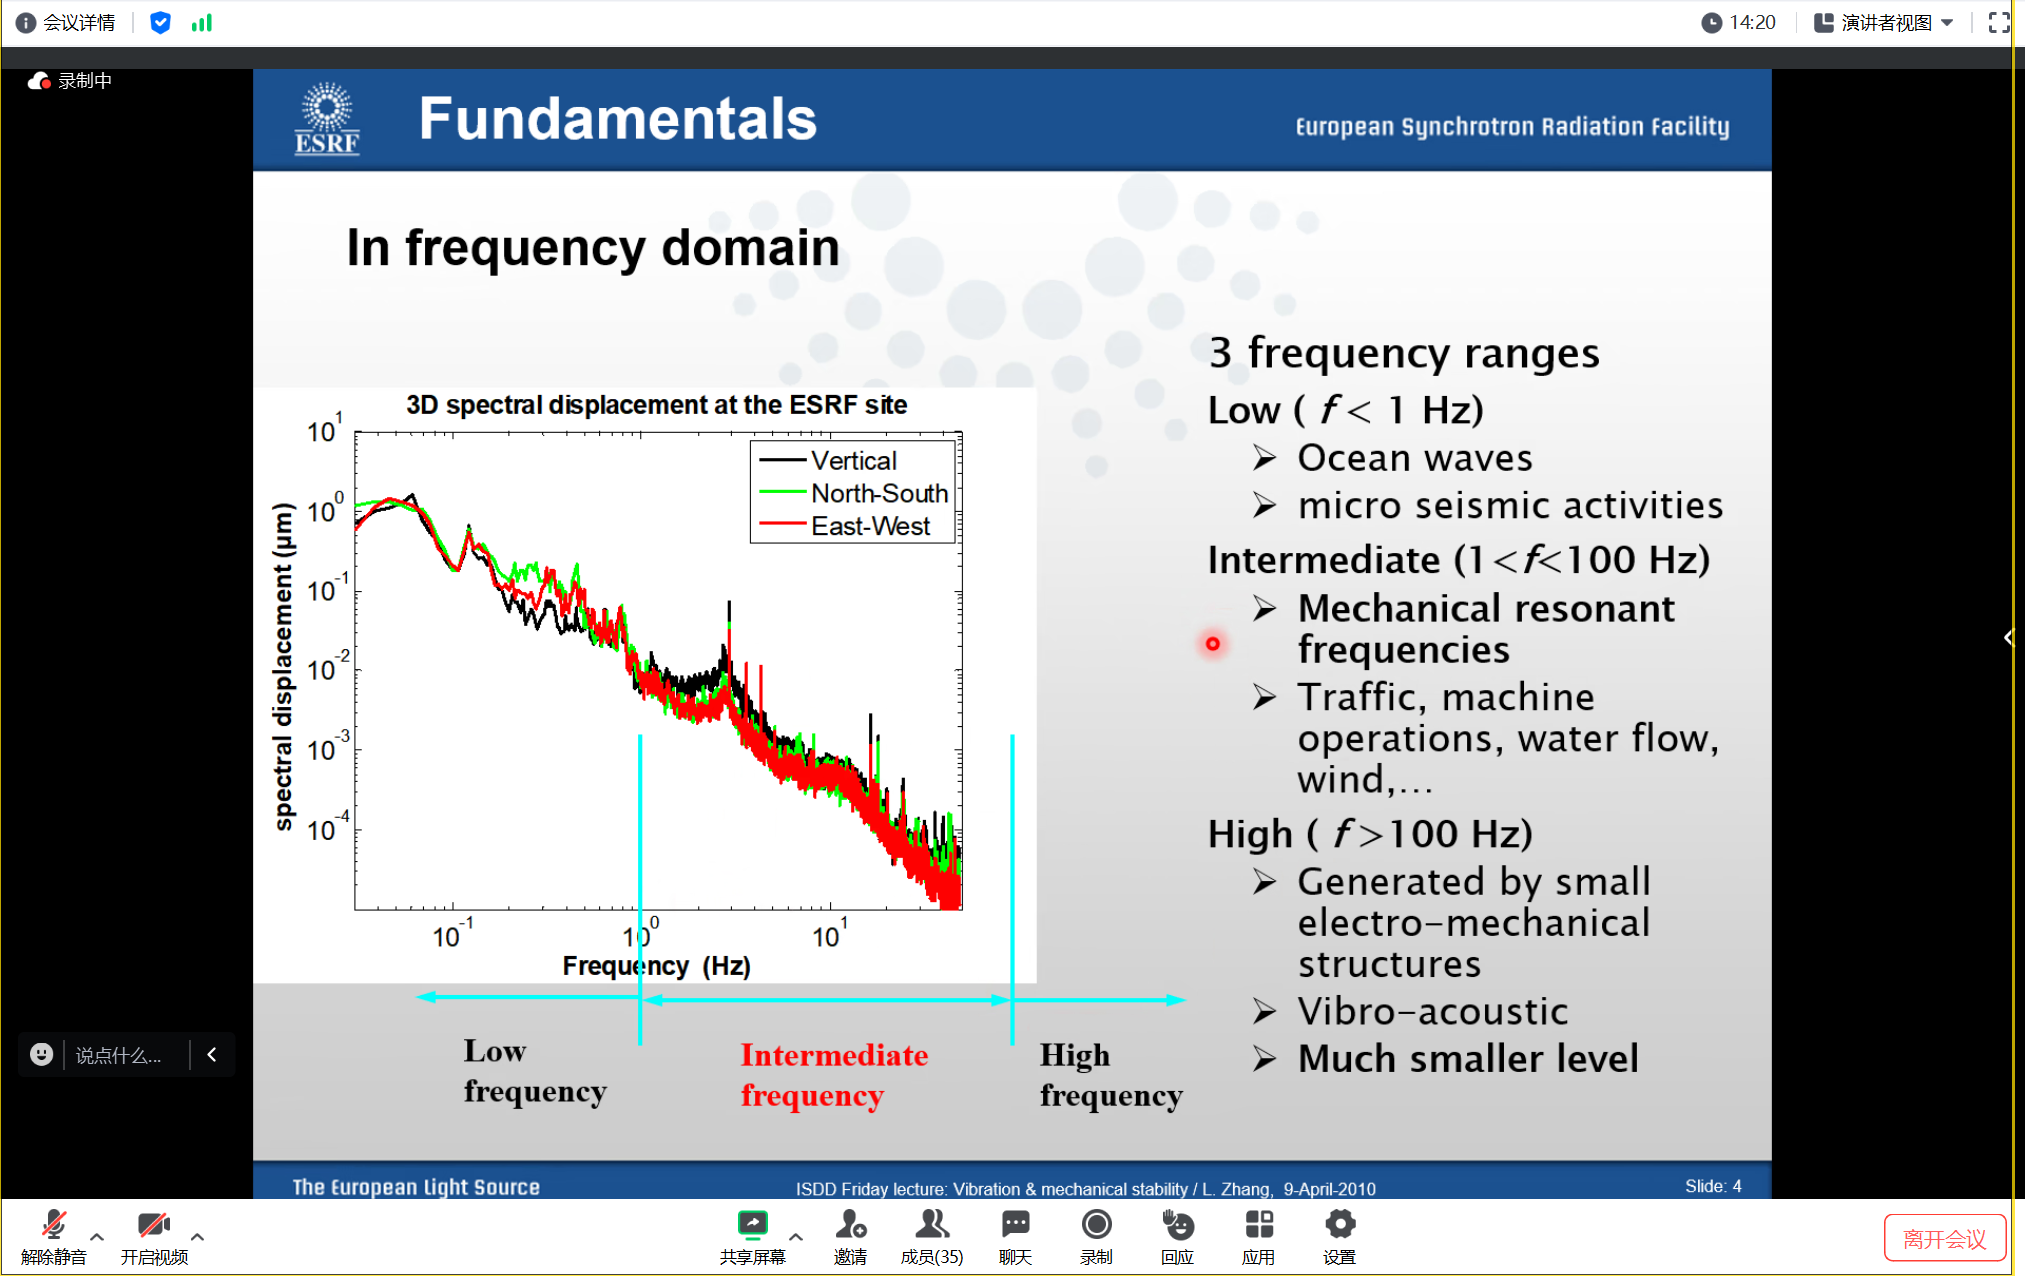 会议详情
14:20
演讲者视图
录制中
ESRF
Fundamentals
European Synchrotron Radiation Facility
In frequency domain
3D spectral displacement at the ESRF site
spectral displacement (µm)
10^1
10^0
10^-1
10^-2
10^-3
10^-4
Vertical
North-South
East-West
10^-1
10^0
10^1
Frequency (Hz)
Low
frequency
Intermediate
frequency
High
frequency
3 frequency ranges
Low ( f < 1 Hz)
➢ Ocean waves
➢ micro seismic activities
Intermediate (1<f<100 Hz)
➢ Mechanical resonant
frequencies
➢ Traffic, machine
operations, water flow,
wind,…
High ( f >100 Hz)
➢ Generated by small
electro-mechanical
structures
➢ Vibro-acoustic
➢ Much smaller level
说点什么...
The European Light Source
ISDD Friday lecture: Vibration & mechanical stability / L. Zhang, 9-April-2010
Slide: 4
解除静音
开启视频
共享屏幕
邀请
成员(35)
聊天
录制
回应
应用
设置
离开会议